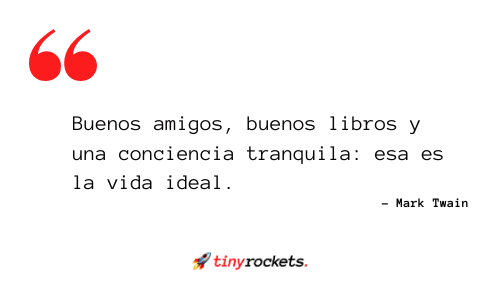 Buenos amigos, buenos libros y
una conciencia tranquila: esa es
la vida ideal.
– Mark Twain
tinyrockets.